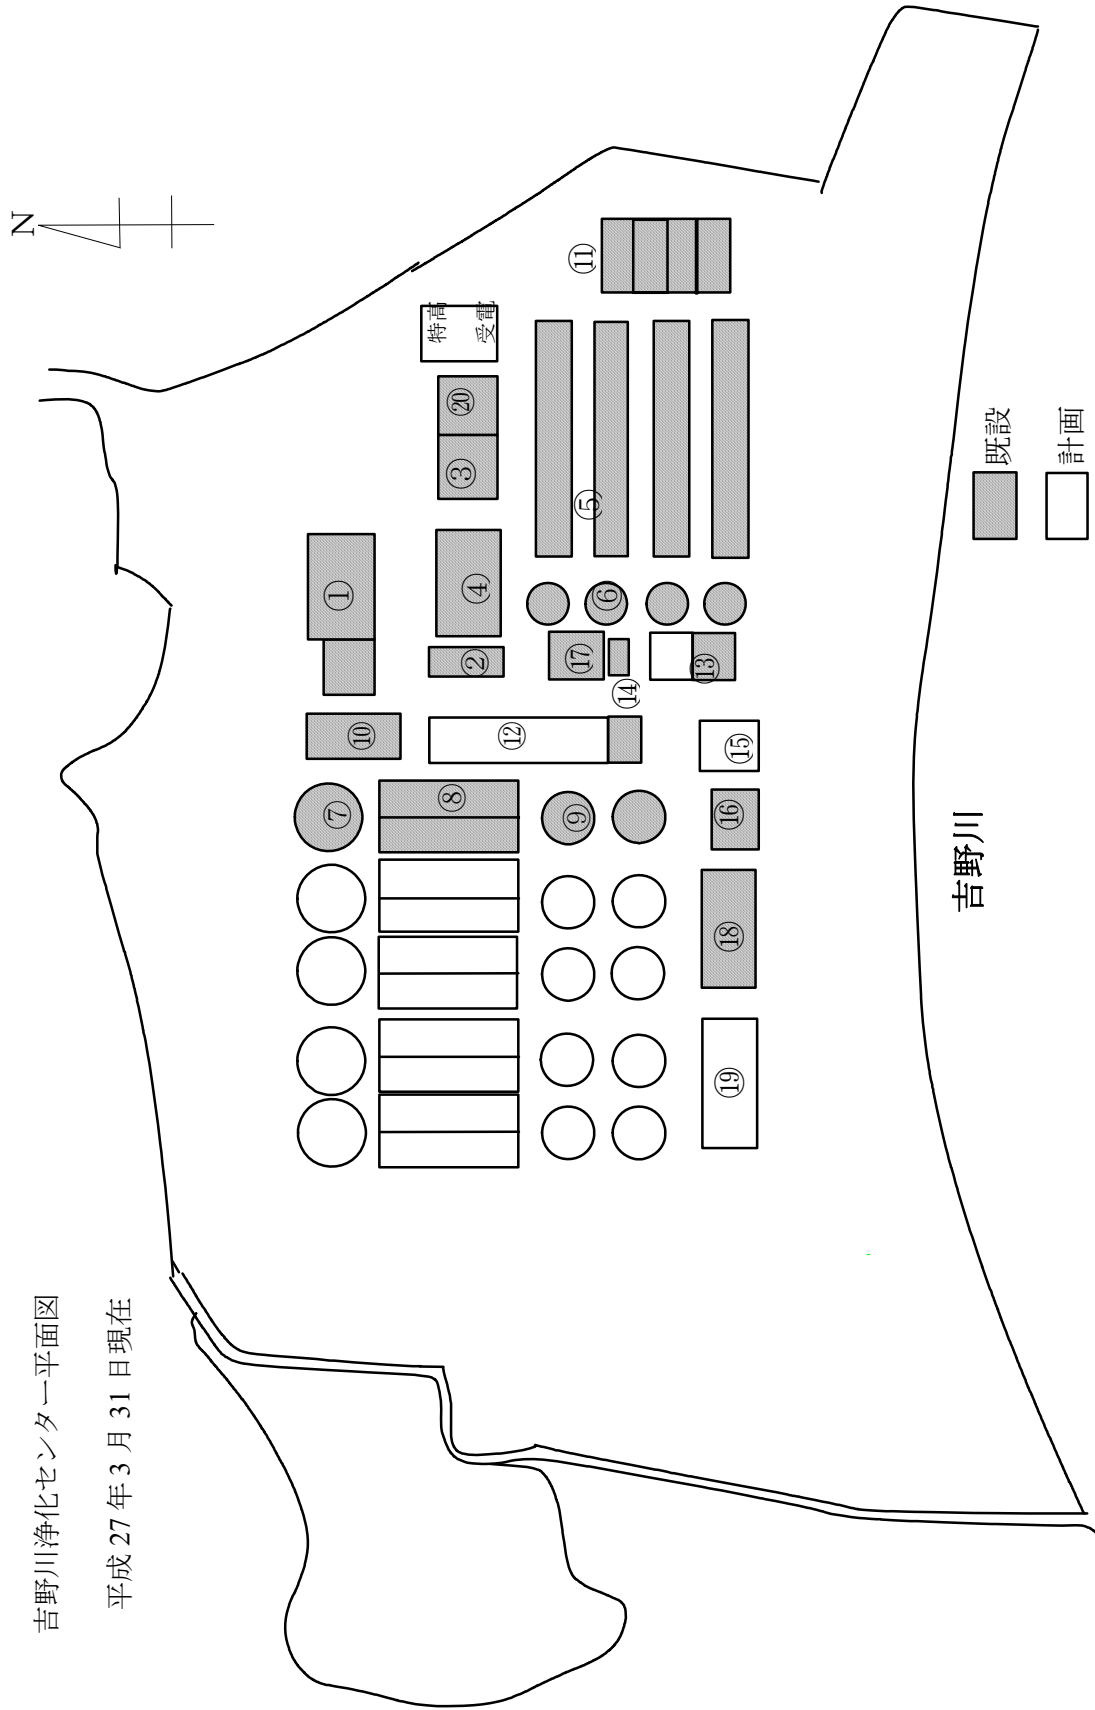 吉野川浄化センター平面図
平成 27 年 3 月 31 日現在
N
特高
受電
①
②
③
④
⑤
⑥
⑦
⑧
⑨
⑩
⑪
⑫
⑬
⑭
⑮
⑯
⑰
⑱
⑲
⑳
吉野川
既設
計画